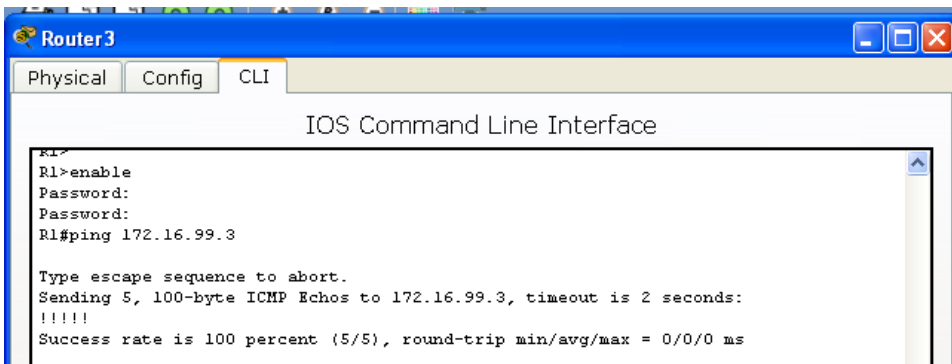 Router3
Physical Config CLI
IOS Command Line Interface
R1>
R1>enable
Password:
Password:
R1#ping 172.16.99.3
Type escape sequence to abort.
Sending 5, 100-byte ICMP Echos to 172.16.99.3, timeout is 2 seconds:
!!!!!
Success rate is 100 percent (5/5), round-trip min/avg/max = 0/0/0 ms